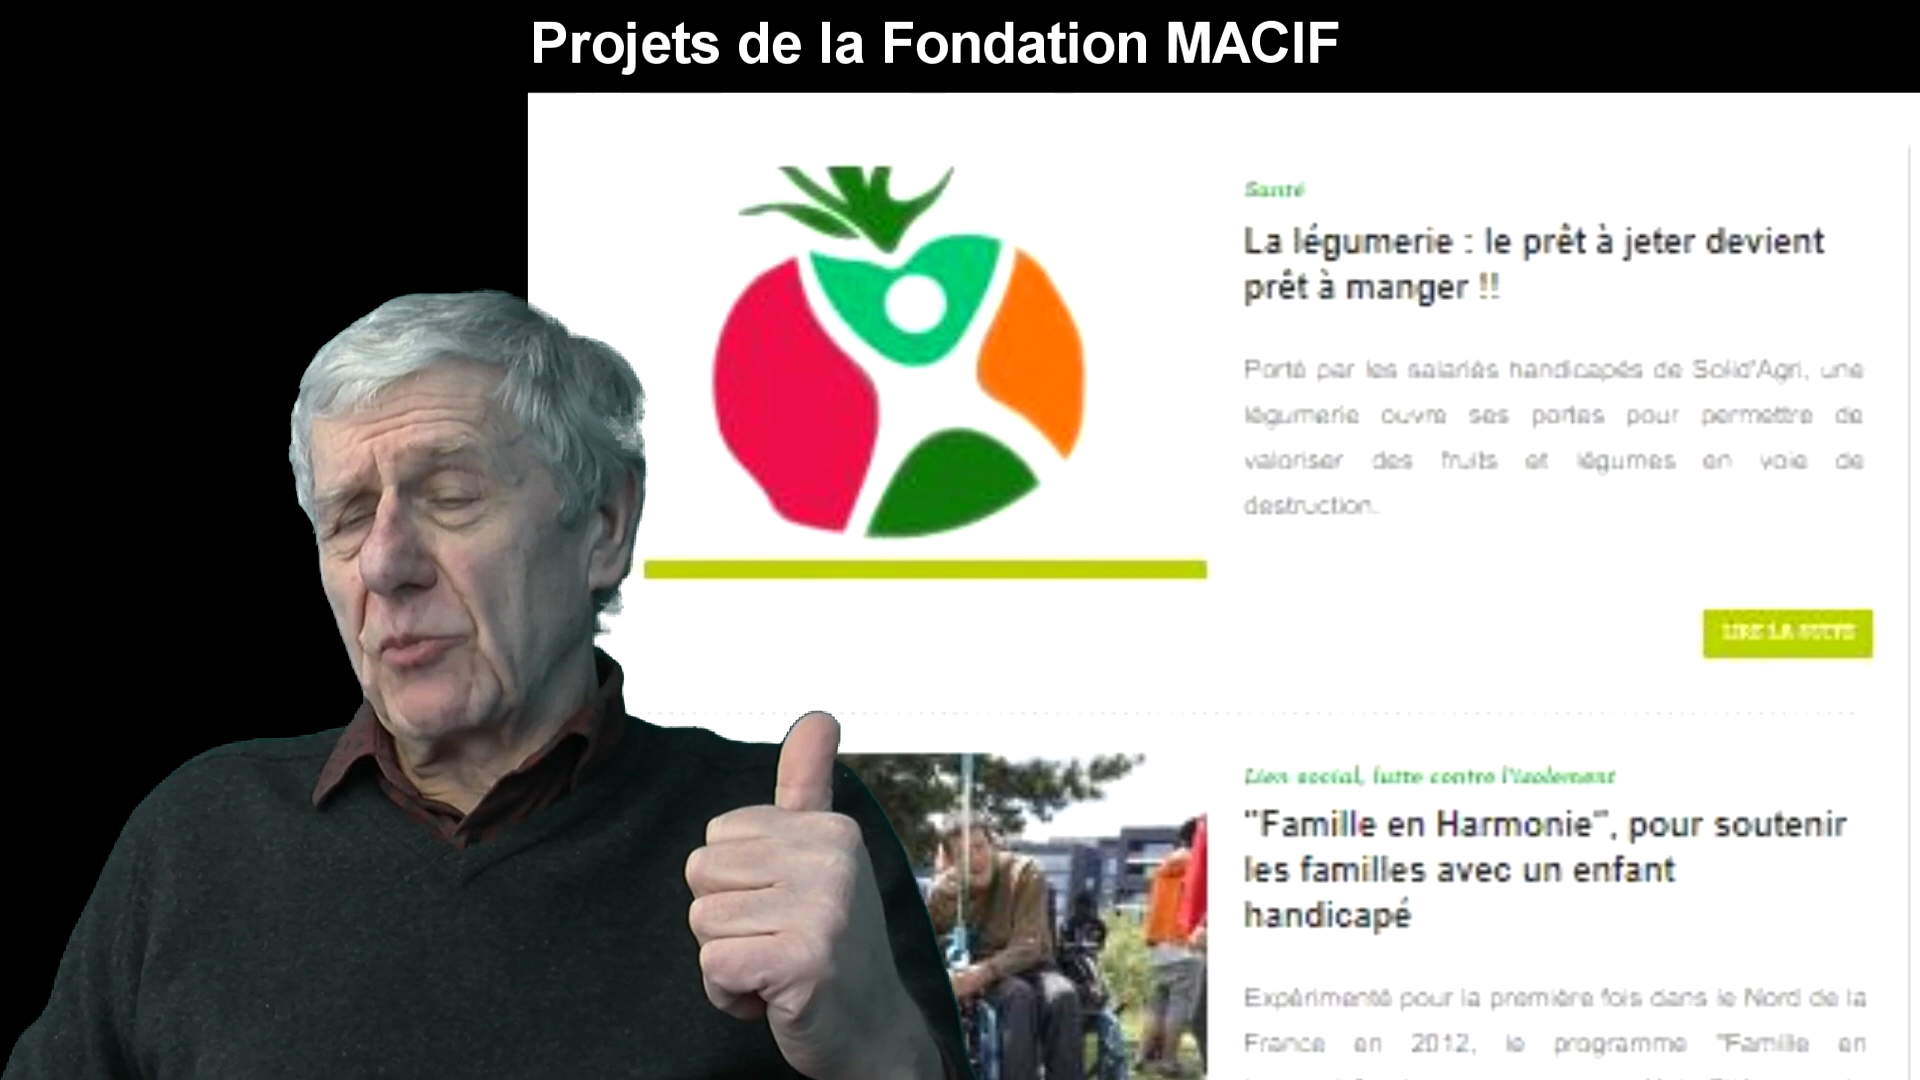 Projets de la Fondation MACIF
Santé
La légumerie : le prêt à jeter devient
prêt à manger !!
Porté par les salariés handicapés de Solid'Agri, une
légumerie ouvre ses portes pour permettre de
valoriser des fruits et légumes en voie de
destruction.
LIRE LA SUITE
Lien social, lutte contre l'isolement
"Famille en Harmonie", pour soutenir
les familles avec un enfant
handicapé
Expérimenté pour la première fois dans le Nord de la
France en 2012, le programme "Famille en